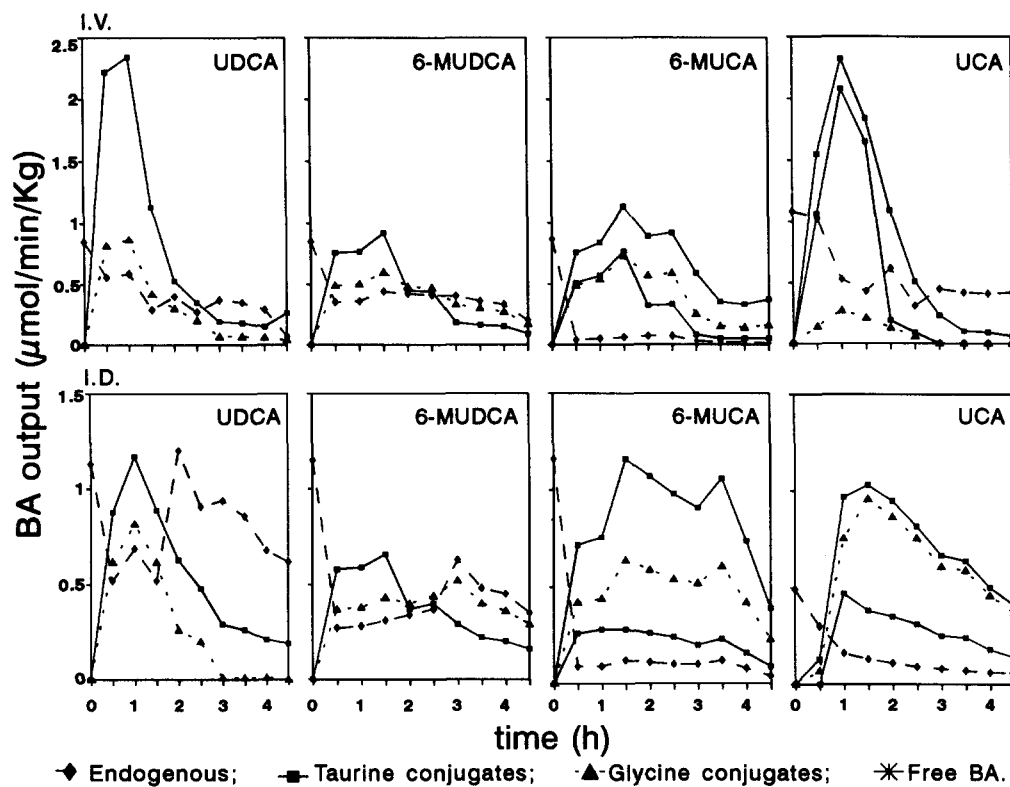 I.V.
UDCA
6-MUDCA
6-MUCA
UCA
2.5
2
1.5
1
0.5
0
I.D.
UDCA
6-MUDCA
6-MUCA
UCA
1.5
1
0.5
0
BA output (µmol/min/Kg)
0 1 2 3 4
0 1 2 3 4
0 1 2 3 4
0 1 2 3 4
time (h)
Endogenous; Taurine conjugates; Glycine conjugates; Free BA.